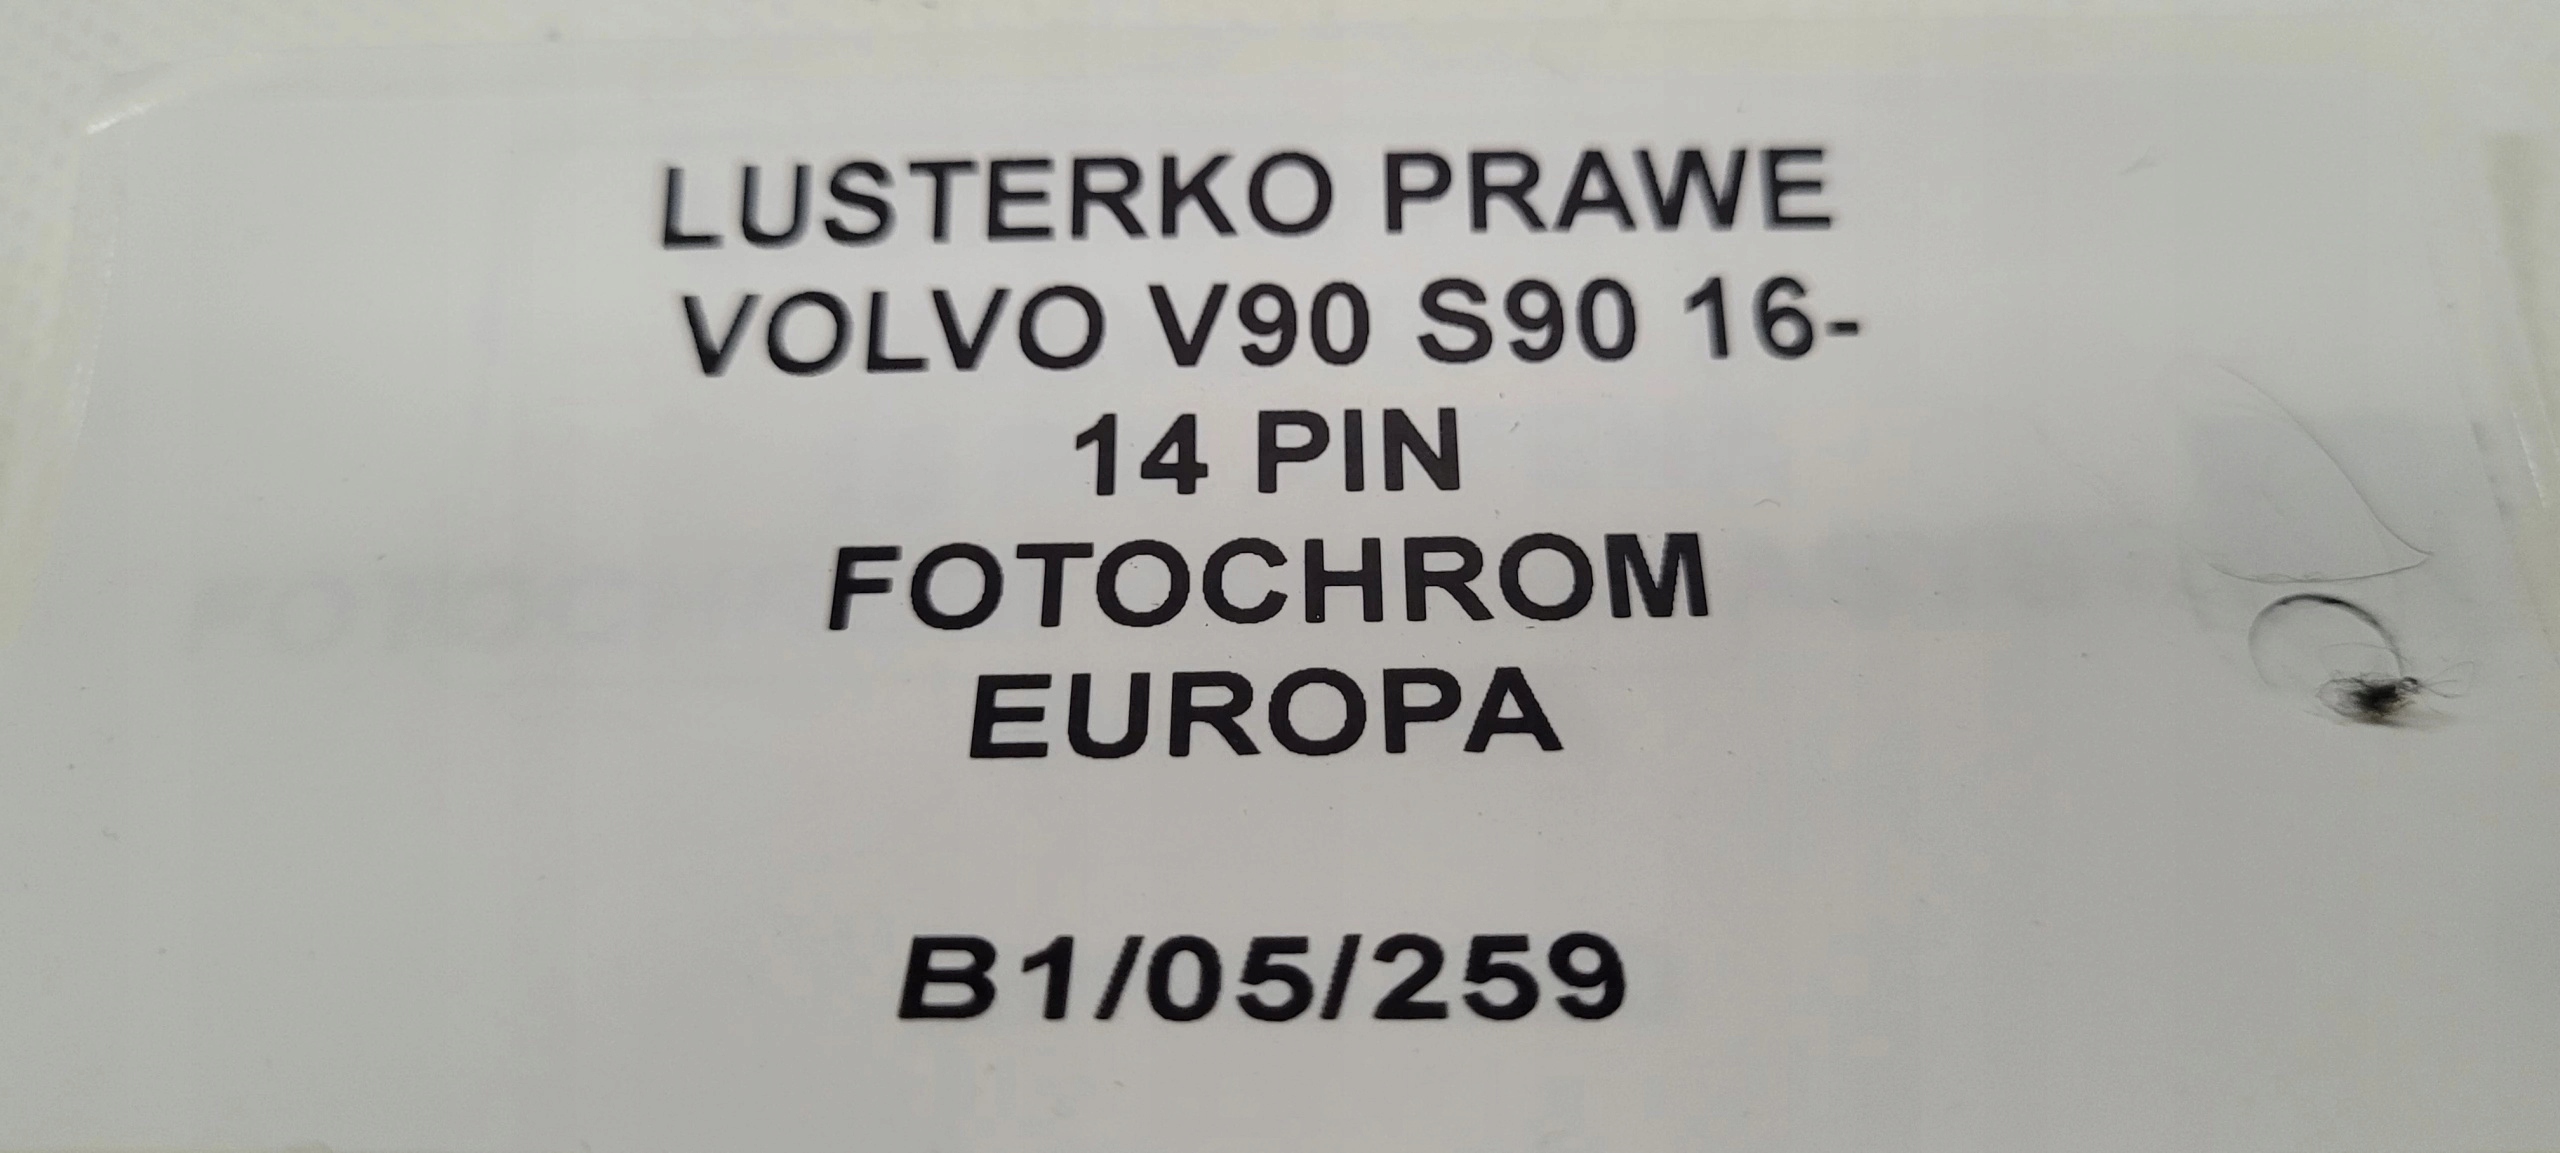 LUSTERKO PRAWE
VOLVO V90 S90 16-
14 PIN
FOTOCHROM
EUROPA
B1/05/259